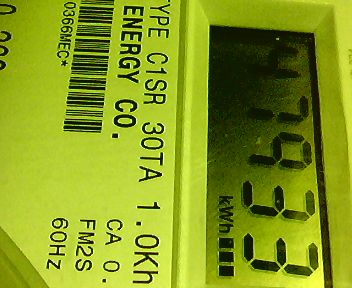 47933
kWh
TYPE C1SR 30TA 1.0Kh
ENERGY CO.
CA 0.
FM2S
60Hz
0366MEC*